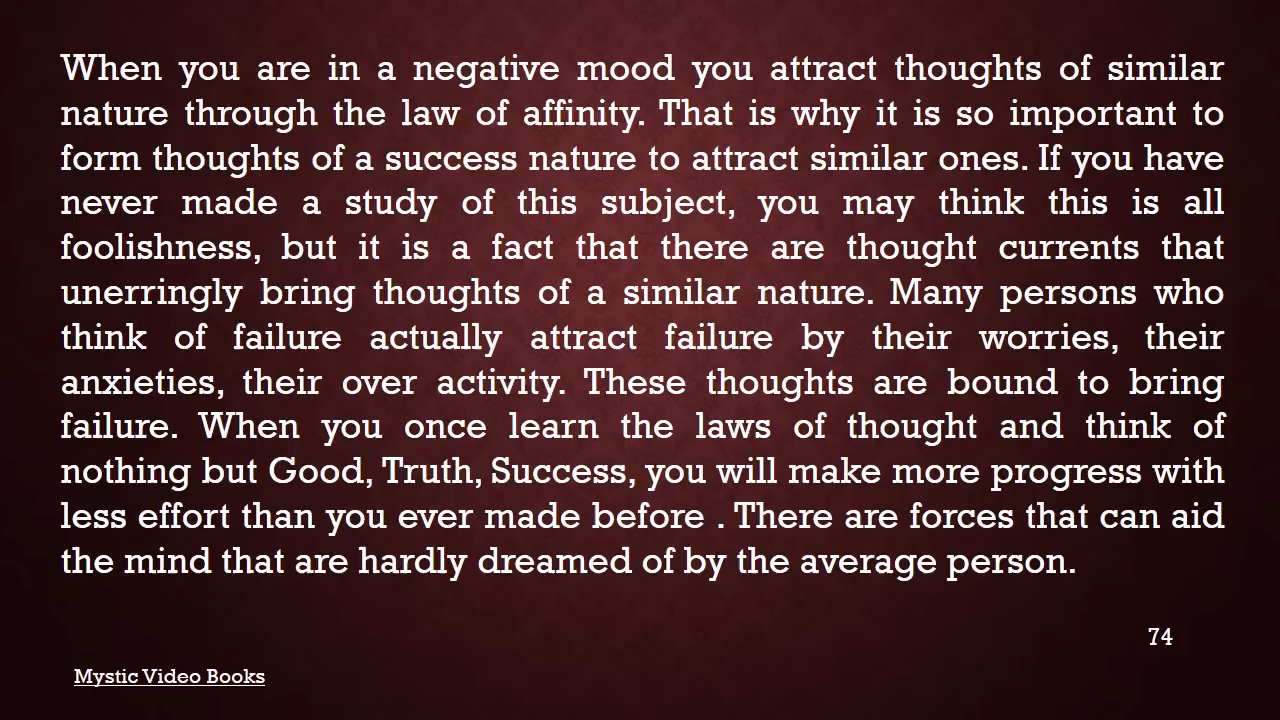 When you are in a negative mood you attract thoughts of similar
nature through the law of affinity. That is why it is so important to
form thoughts of a success nature to attract similar ones. If you have
never made a study of this subject, you may think this is all
foolishness, but it is a fact that there are thought currents that
unerringly bring thoughts of a similar nature. Many persons who
think of failure actually attract failure by their worries, their
anxieties, their over activity. These thoughts are bound to bring
failure. When you once learn the laws of thought and think of
nothing but Good, Truth, Success, you will make more progress with
less effort than you ever made before . There are forces that can aid
the mind that are hardly dreamed of by the average person.
74
Mystic Video Books